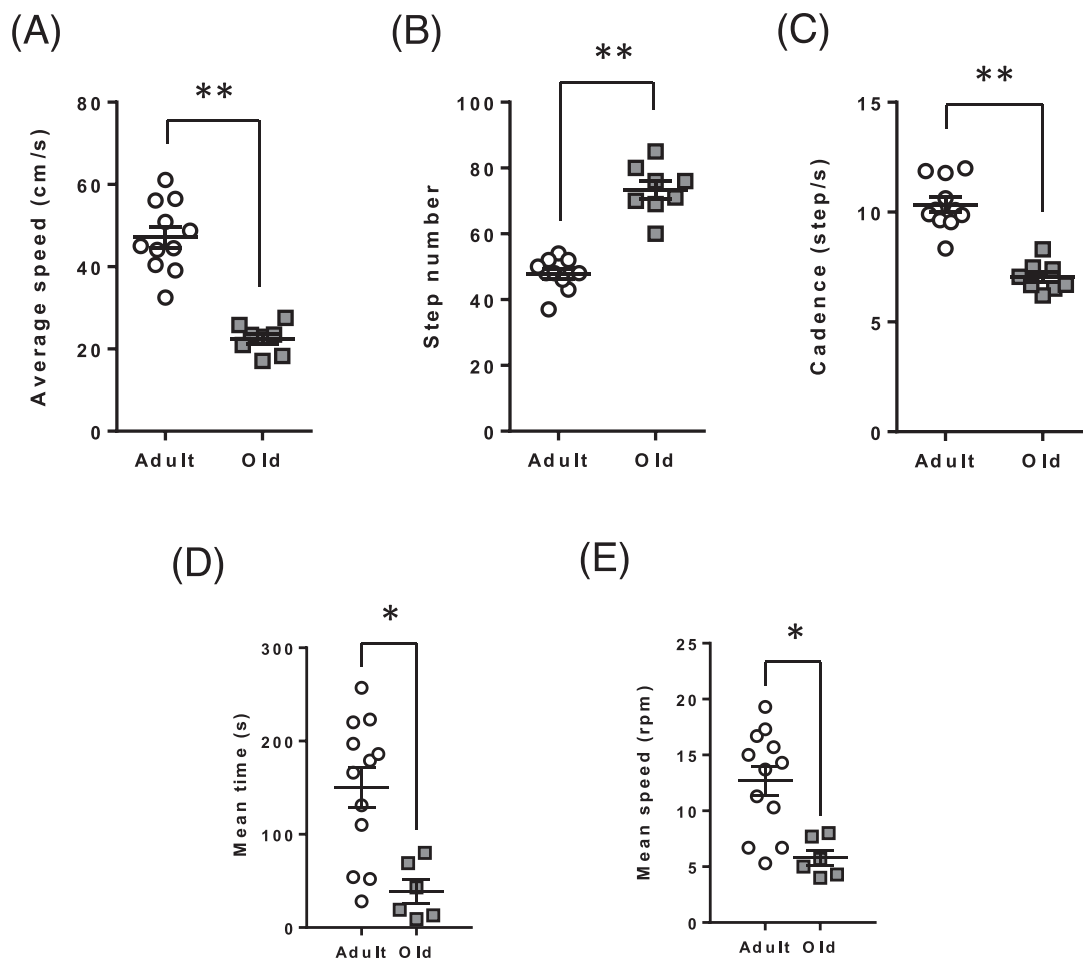 (A)
**
Average speed (cm/s)
80
60
40
20
0
Adult Old
(B)
**
Step number
100
80
60
40
20
0
Adult Old
(C)
**
Cadence (step/s)
15
10
5
0
Adult Old
(D)
*
Mean time (s)
300
200
100
0
Adult Old
(E)
*
Mean speed (rpm)
25
20
15
10
5
0
Adult Old